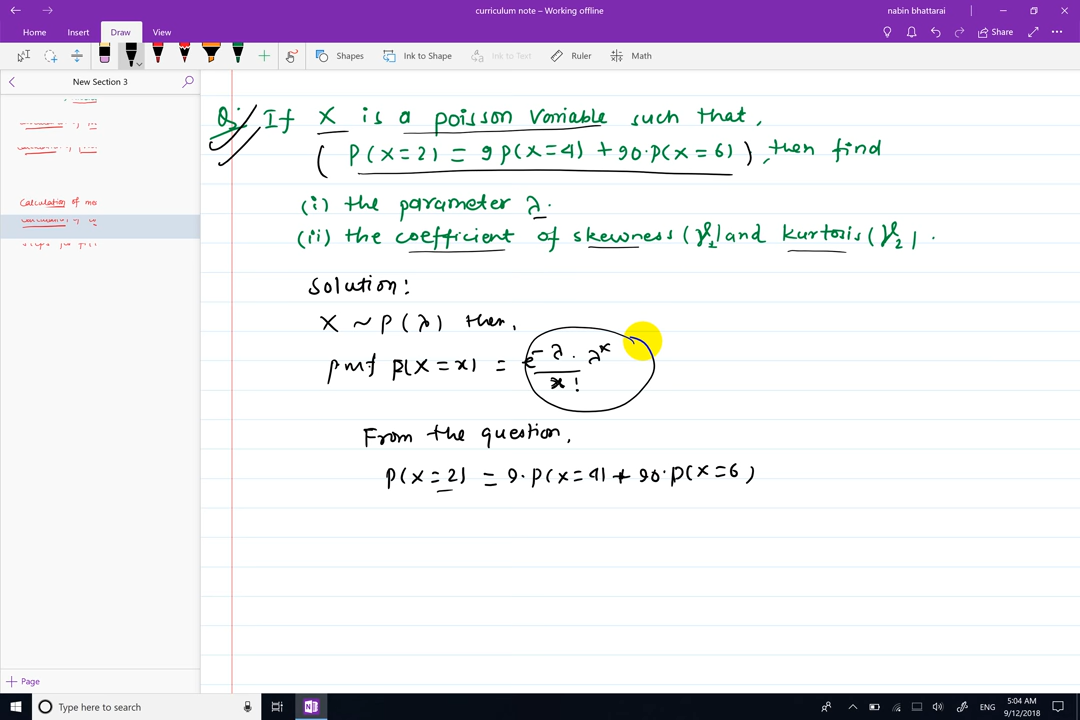 curriculum note – Working offline
nabin bhattarai
Home Insert Draw View
Share
Shapes Ink to Shape Ink to Text Ruler Math
New Section 3
Calculation of
+ Page
Q: If X is a poisson Variable such that,
( P(X=2) = 9 P(X=4) + 90·P(X=6) ), then find
(i) the parameter λ.
(ii) the coefficient of skewness (γ1) and kurtosis (γ2).
Solution:
X ~ P(λ) then,
pmf P(X=x) = e^-λ · λ^x
x!
From the question,
P(X=2) = 9·P(X=4) + 90·P(X=6)
Type here to search
ENG
5:04 AM
9/12/2018